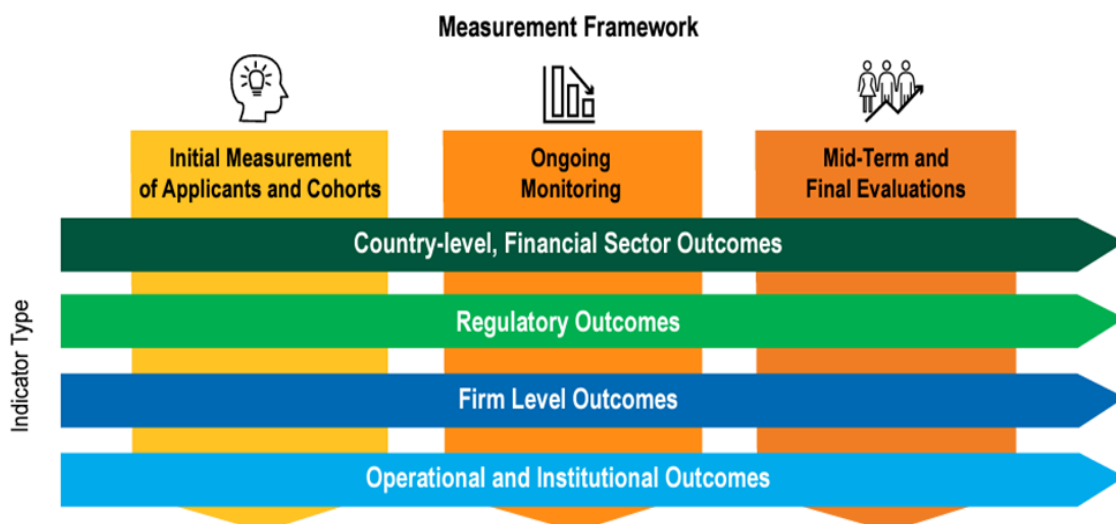 Measurement Framework
Initial Measurement
of Applicants and Cohorts
Ongoing
Monitoring
Mid-Term and
Final Evaluations
Indicator Type
Country-level, Financial Sector Outcomes
Regulatory Outcomes
Firm Level Outcomes
Operational and Institutional Outcomes